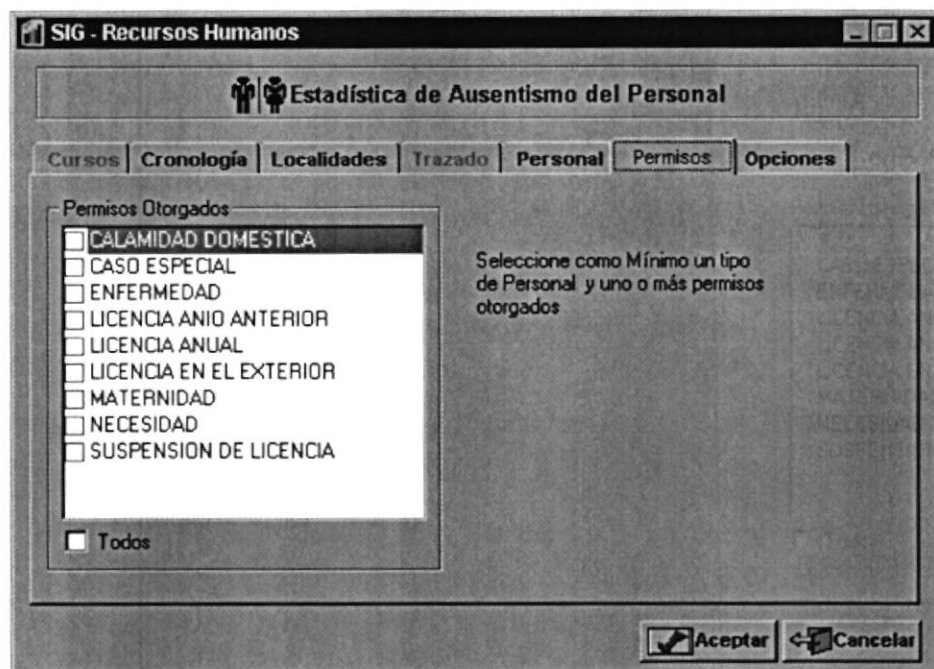 SIG - Recursos Humanos
Estadística de Ausentismo del Personal
Cursos Cronología Localidades Trazado Personal Permisos Opciones
Permisos Otorgados
CALAMIDAD DOMESTICA
CASO ESPECIAL
ENFERMEDAD
LICENCIA ANIO ANTERIOR
LICENCIA ANUAL
LICENCIA EN EL EXTERIOR
MATERNIDAD
NECESIDAD
SUSPENSION DE LICENCIA
Todos
Seleccione como Mínimo un tipo
de Personal y uno o más permisos
otorgados
Aceptar Cancelar